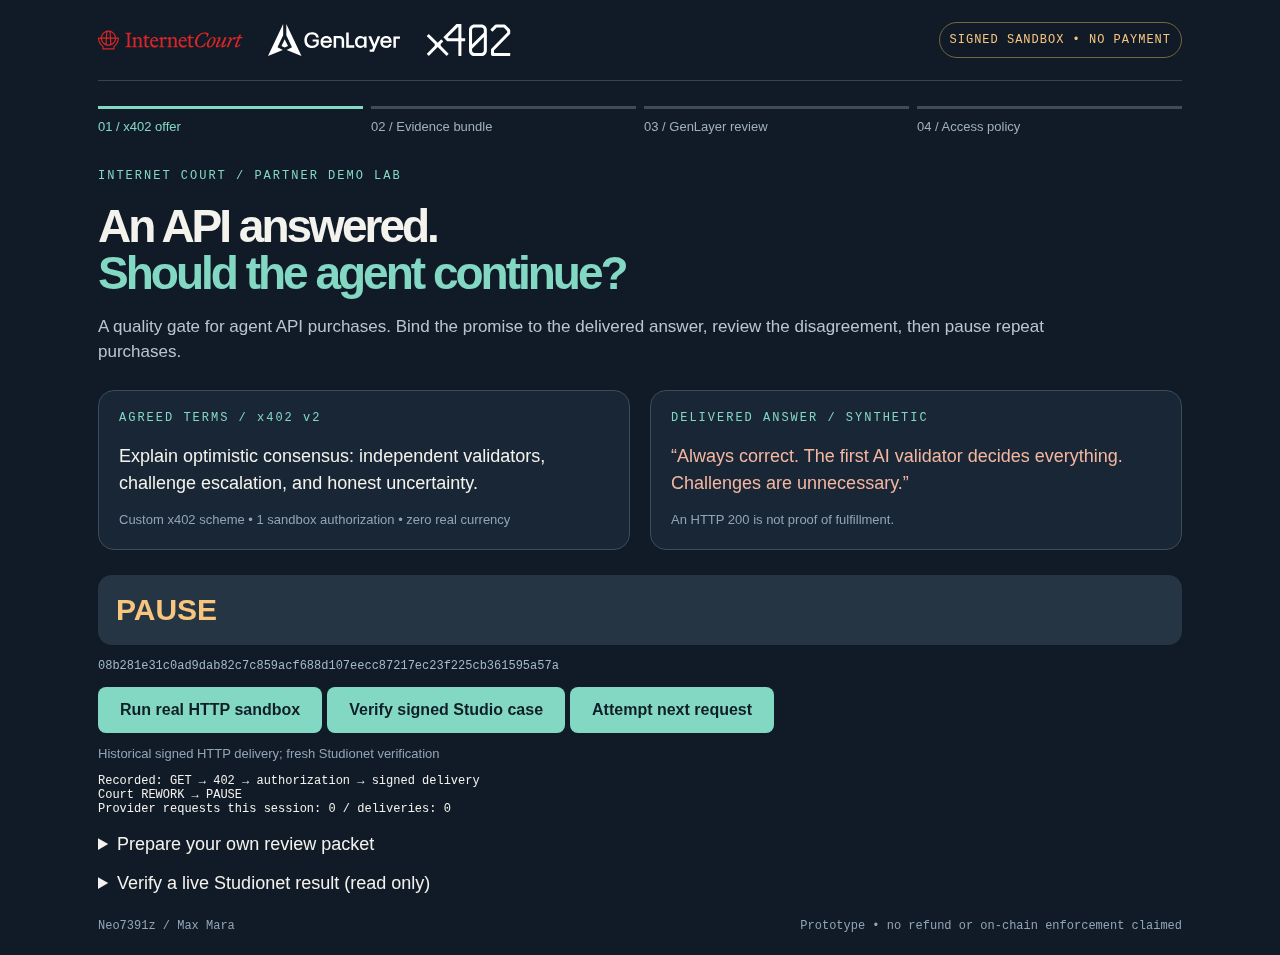 InternetCourt GenLayer x402 SIGNED SANDBOX • NO PAYMENT
01 / x402 offer 02 / Evidence bundle 03 / GenLayer review 04 / Access policy
INTERNET COURT / PARTNER DEMO LAB
An API answered.
Should the agent continue?
A quality gate for agent API purchases. Bind the promise to the delivered answer, review the disagreement, then pause repeat
purchases.
AGREED TERMS / x402 v2
Explain optimistic consensus: independent validators,
challenge escalation, and honest uncertainty.
Custom x402 scheme • 1 sandbox authorization • zero real currency
DELIVERED ANSWER / SYNTHETIC
“Always correct. The first AI validator decides everything.
Challenges are unnecessary.”
An HTTP 200 is not proof of fulfillment.
PAUSE
08b281e31c0ad9dab82c7c859acf688d107eecc87217ec23f225cb361595a57a
Run real HTTP sandbox Verify signed Studio case Attempt next request
Historical signed HTTP delivery; fresh Studionet verification
Recorded: GET → 402 → authorization → signed delivery
Court REWORK → PAUSE
Provider requests this session: 0 / deliveries: 0
Prepare your own review packet
Verify a live Studionet result (read only)
Neo7391z / Max Mara Prototype • no refund or on-chain enforcement claimed